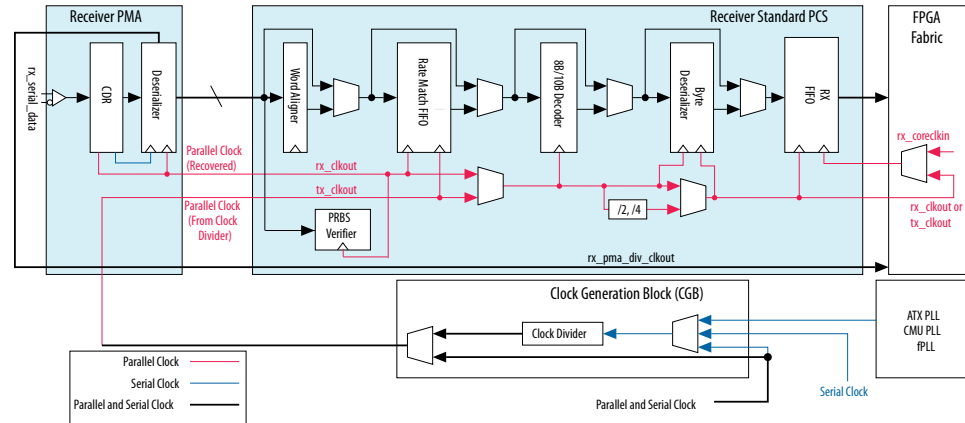 Receiver PMA
Receiver Standard PCS
FPGA
Fabric
rx_serial_data
CDR
Deserializer
Word Aligner
Rate Match FIFO
8B/10B Decoder
Byte
Deserializer
RX
FIFO
rx_coreclkin
Parallel Clock
(Recovered)
rx_clkout
tx_clkout
Parallel Clock
(From Clock
Divider)
/2, /4
rx_clkout or
tx_clkout
PRBS
Verifier
rx_pma_div_clkout
Clock Generation Block (CGB)
Clock Divider
ATX PLL
CMU PLL
fPLL
Parallel Clock
Serial Clock
Parallel and Serial Clock
Parallel and Serial Clock
Serial Clock